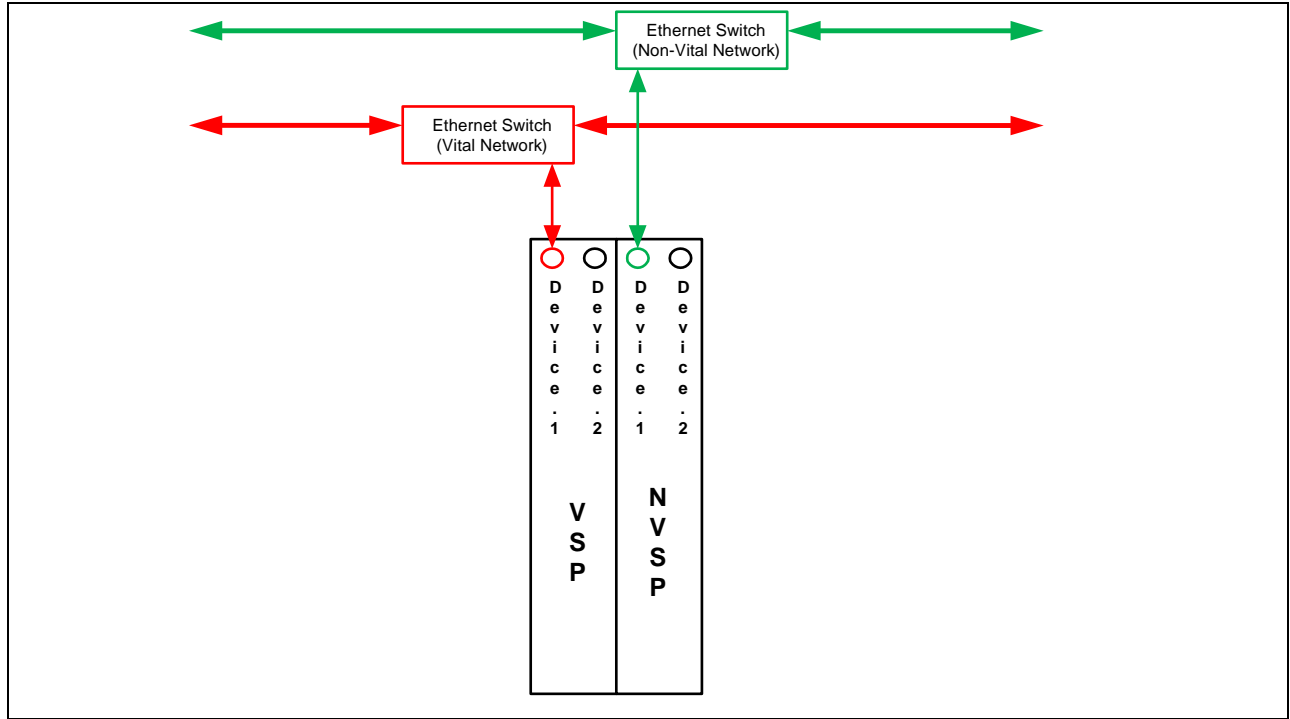 Ethernet Switch
(Non-Vital Network)
Ethernet Switch
(Vital Network)
Device.1
Device.2
Device.1
Device.2
VSP
NVSP